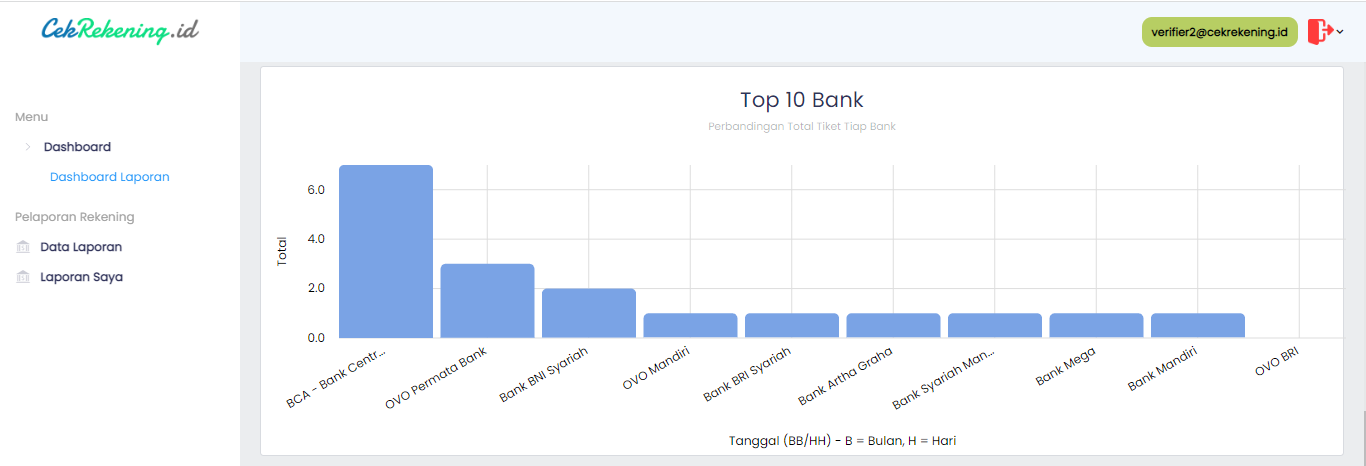 CekRekening.id
verifier2@cekrekening.id
Menu
Dashboard
Dashboard Laporan
Pelaporan Rekening
Data Laporan
Laporan Saya
Top 10 Bank
Perbandingan Total Tiket Tiap Bank
Total
6.0
4.0
2.0
0.0
BCA - Bank Centr...
OVO Permata Bank
Bank BNI Syariah
OVO Mandiri
Bank BRI Syariah
Bank Artha Graha
Bank Syariah Man...
Bank Mega
Bank Mandiri
OVO BRI
Tanggal (BB/HH) - B = Bulan, H = Hari